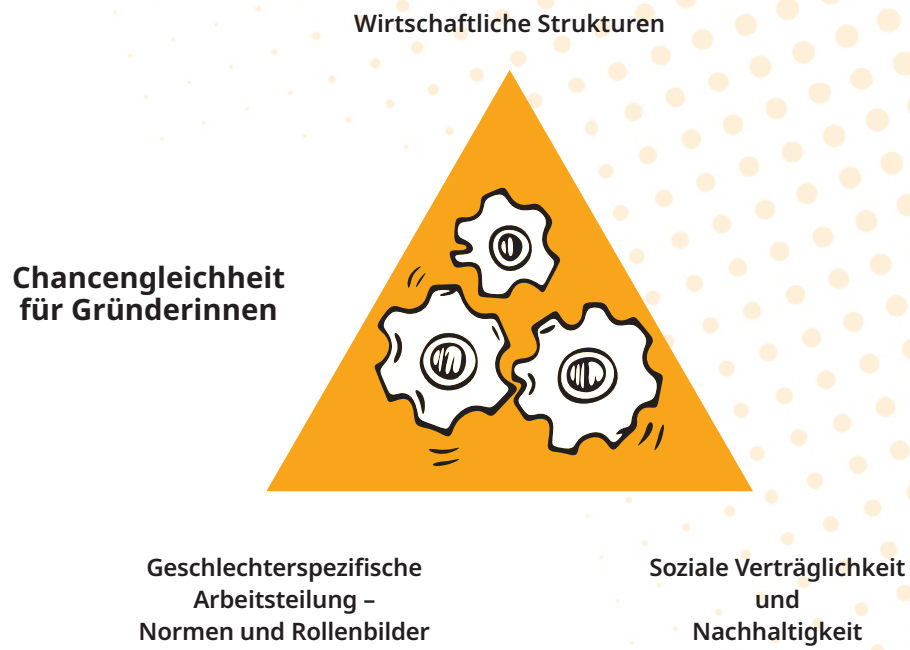 Wirtschaftliche Strukturen
Chancengleichheit
für Gründerinnen
Geschlechterspezifische
Arbeitsteilung –
Normen und Rollenbilder
Soziale Verträglichkeit
und
Nachhaltigkeit